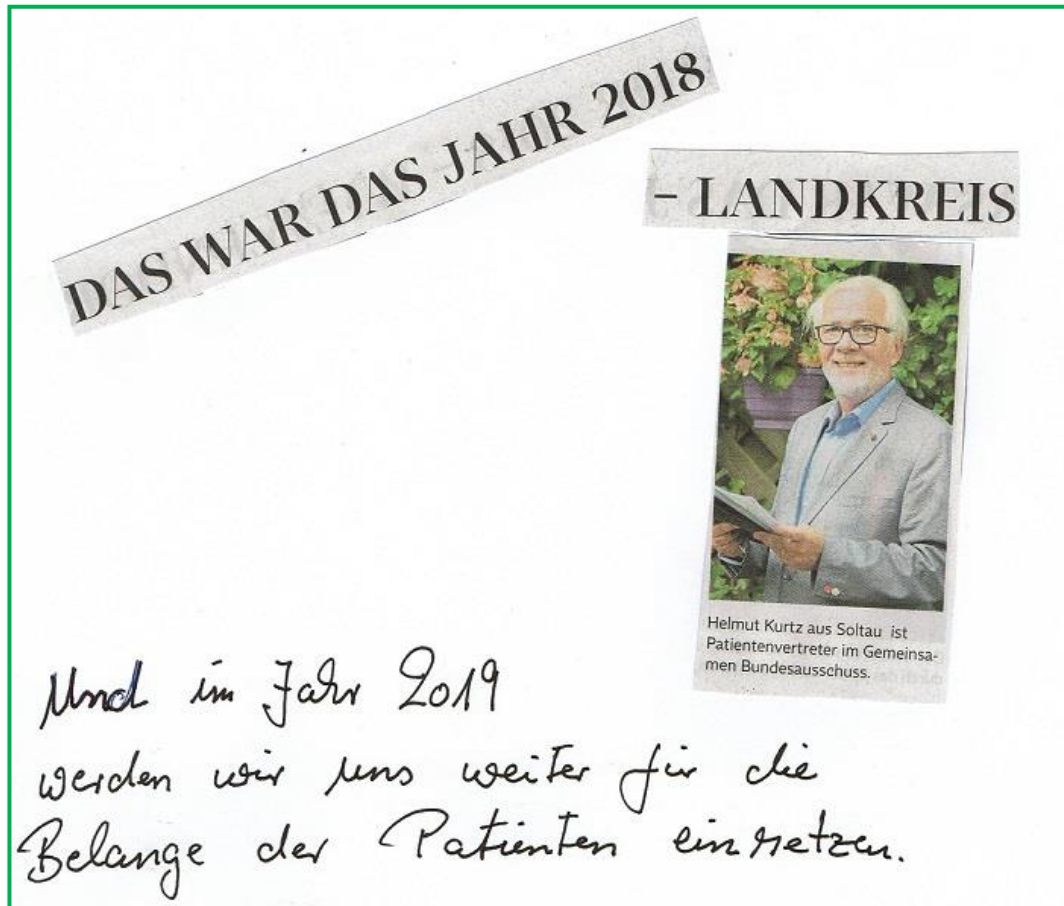 DAS WAR DAS JAHR 2018
– LANDKREIS
Helmut Kurtz aus Soltau ist
Patientenvertreter im Gemeinsa-
men Bundesausschuss.
Und im Jahr 2019
werden wir uns weiter für die
Belange der Patienten einsetzen.